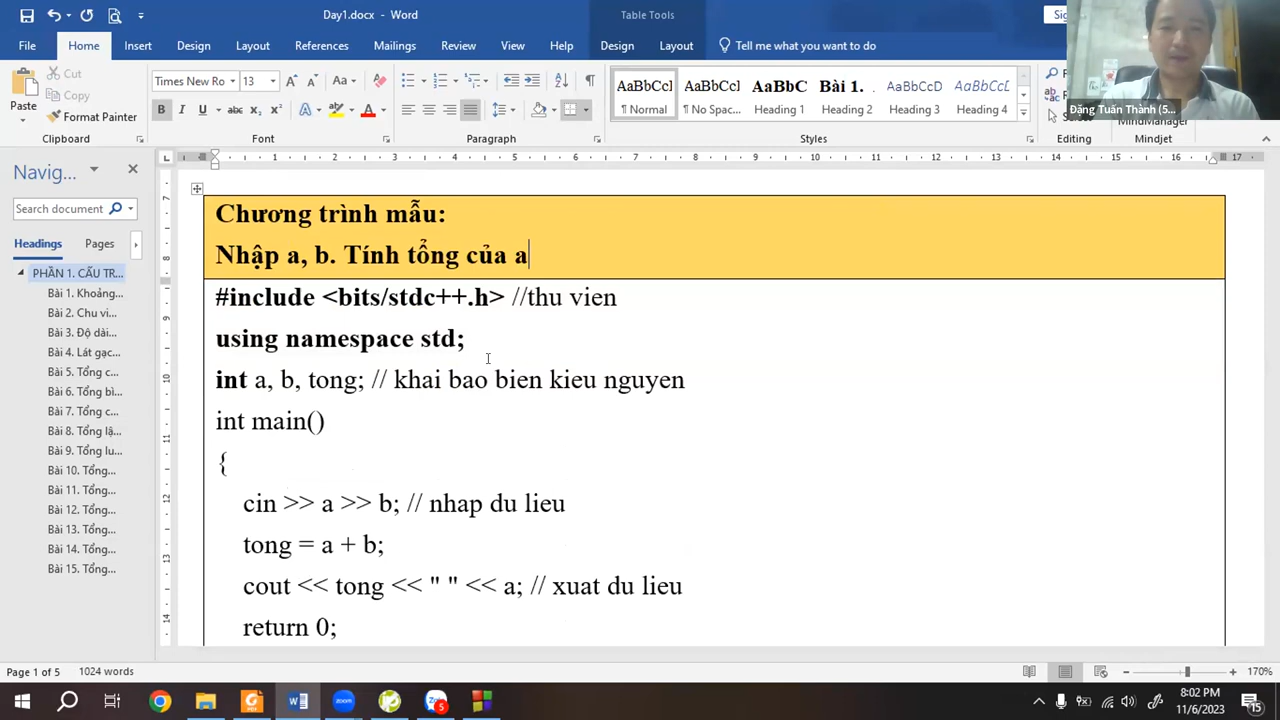 Day1.docx - Word
Table Tools
File Home Insert Design Layout References Mailings Review View Help Design Layout Tell me what you want to do
Đặng Tuấn Thành (5...
Paste
Cut
Copy
Format Painter
Clipboard
Times New Ro 13
Font
Paragraph
AaBbCcI AaBbCcI AaBbC Bài 1. AaBbCcD AaBbCcD
¶ Normal ¶ No Spac... Heading 1 Heading 2 Heading 3 Heading 4
Styles
Editing
MindManager
Mindjet
Navig...
Search document
Headings Pages
PHẦN 1. CẤU TR...
Bài 1. Khoảng...
Bài 2. Chu vi...
Bài 3. Độ dài...
Bài 4. Lát gạc...
Bài 5. Tổng c...
Bài 6. Tổng bì...
Bài 7. Tổng c...
Bài 8. Tổng lậ...
Bài 9. Tổng lu...
Bài 10. Tổng...
Bài 11. Tổng...
Bài 12. Tổng...
Bài 13. Tổng...
Bài 14. Tổng...
Bài 15. Tổng...
Chương trình mẫu:
Nhập a, b. Tính tổng của a
#include <bits/stdc++.h> //thu vien
using namespace std;
int a, b, tong; // khai bao bien kieu nguyen
int main()
{
cin >> a >> b; // nhap du lieu
tong = a + b;
cout << tong << " " << a; // xuat du lieu
return 0;
Page 1 of 5 1024 words
170%
8:02 PM
11/6/2023